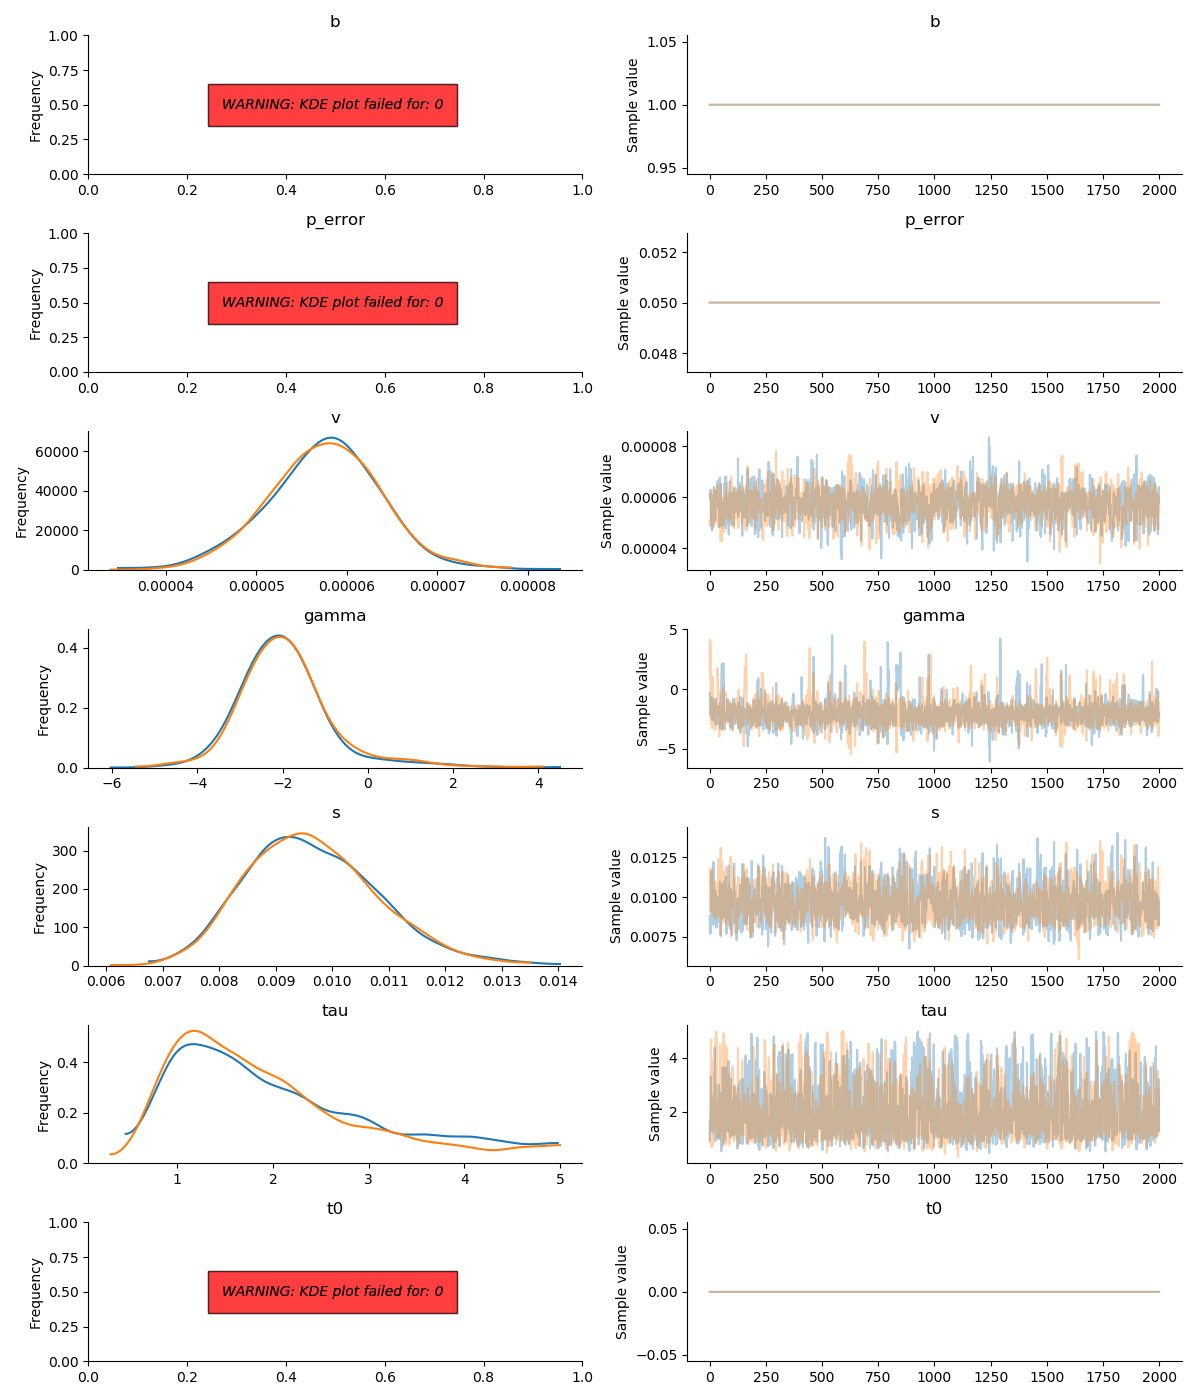 b
b
1.00
0.75
0.50
0.25
0.00
Frequency
WARNING: KDE plot failed for: 0
0.0 0.2 0.4 0.6 0.8 1.0
1.05
1.00
0.95
Sample value
0 250 500 750 1000 1250 1500 1750 2000
p_error
p_error
1.00
0.75
0.50
0.25
0.00
Frequency
WARNING: KDE plot failed for: 0
0.0 0.2 0.4 0.6 0.8 1.0
0.052
0.050
0.048
Sample value
0 250 500 750 1000 1250 1500 1750 2000
v
v
60000
40000
20000
0
Frequency
0.00004 0.00005 0.00006 0.00007 0.00008
0.00008
0.00006
0.00004
Sample value
0 250 500 750 1000 1250 1500 1750 2000
gamma
gamma
0.4
0.2
0.0
Frequency
−6 −4 −2 0 2 4
5
0
−5
Sample value
0 250 500 750 1000 1250 1500 1750 2000
s
s
300
200
100
0
Frequency
0.006 0.007 0.008 0.009 0.010 0.011 0.012 0.013 0.014
0.0125
0.0100
0.0075
Sample value
0 250 500 750 1000 1250 1500 1750 2000
tau
tau
0.4
0.2
0.0
Frequency
1 2 3 4 5
4
2
Sample value
0 250 500 750 1000 1250 1500 1750 2000
t0
t0
1.00
0.75
0.50
0.25
0.00
Frequency
WARNING: KDE plot failed for: 0
0.0 0.2 0.4 0.6 0.8 1.0
0.05
0.00
−0.05
Sample value
0 250 500 750 1000 1250 1500 1750 2000